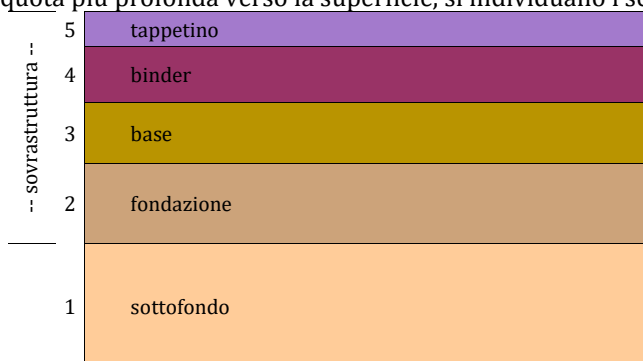 quota più profonda verso la superficie, si individuano i
5 tappetino
4 binder
3 base
-- sovrastruttura --
2 fondazione
1 sottofondo